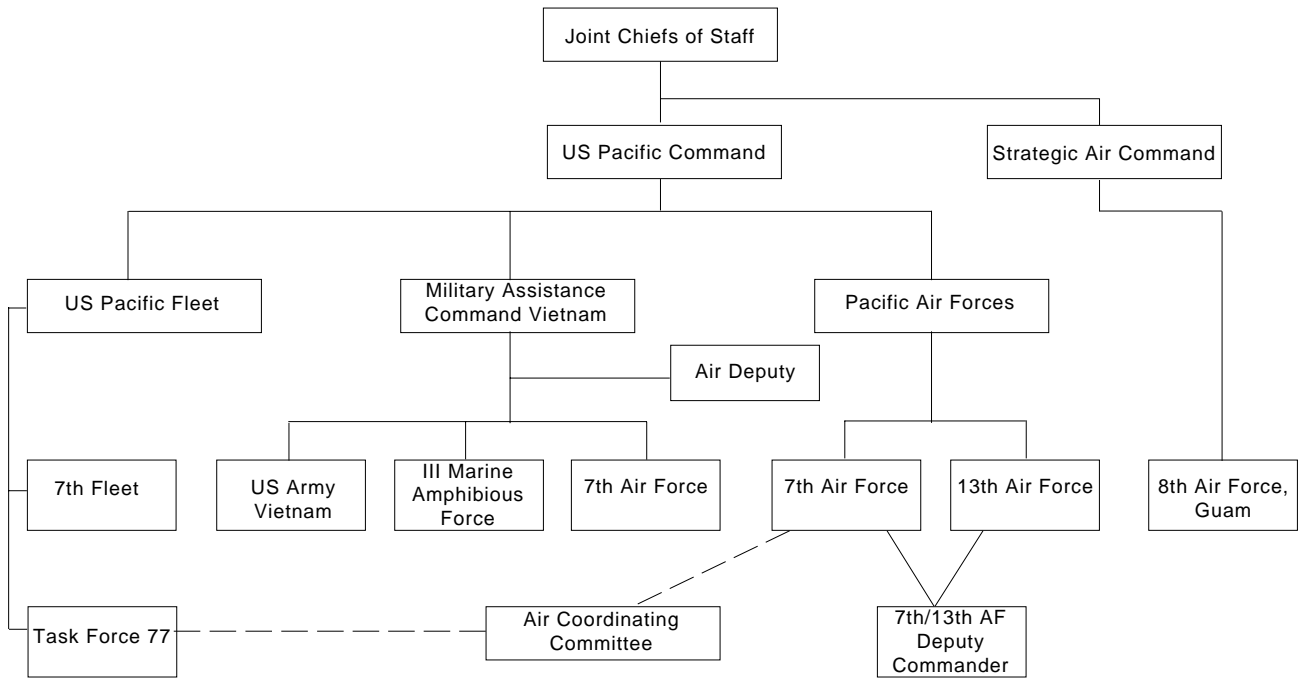 Joint Chiefs of Staff
US Pacific Command
Strategic Air Command
US Pacific Fleet
Military Assistance
Command Vietnam
Pacific Air Forces
Air Deputy
7th Fleet
US Army
Vietnam
III Marine
Amphibious
Force
7th Air Force
7th Air Force
13th Air Force
8th Air Force,
Guam
Task Force 77
Air Coordinating
Committee
7th/13th AF
Deputy
Commander